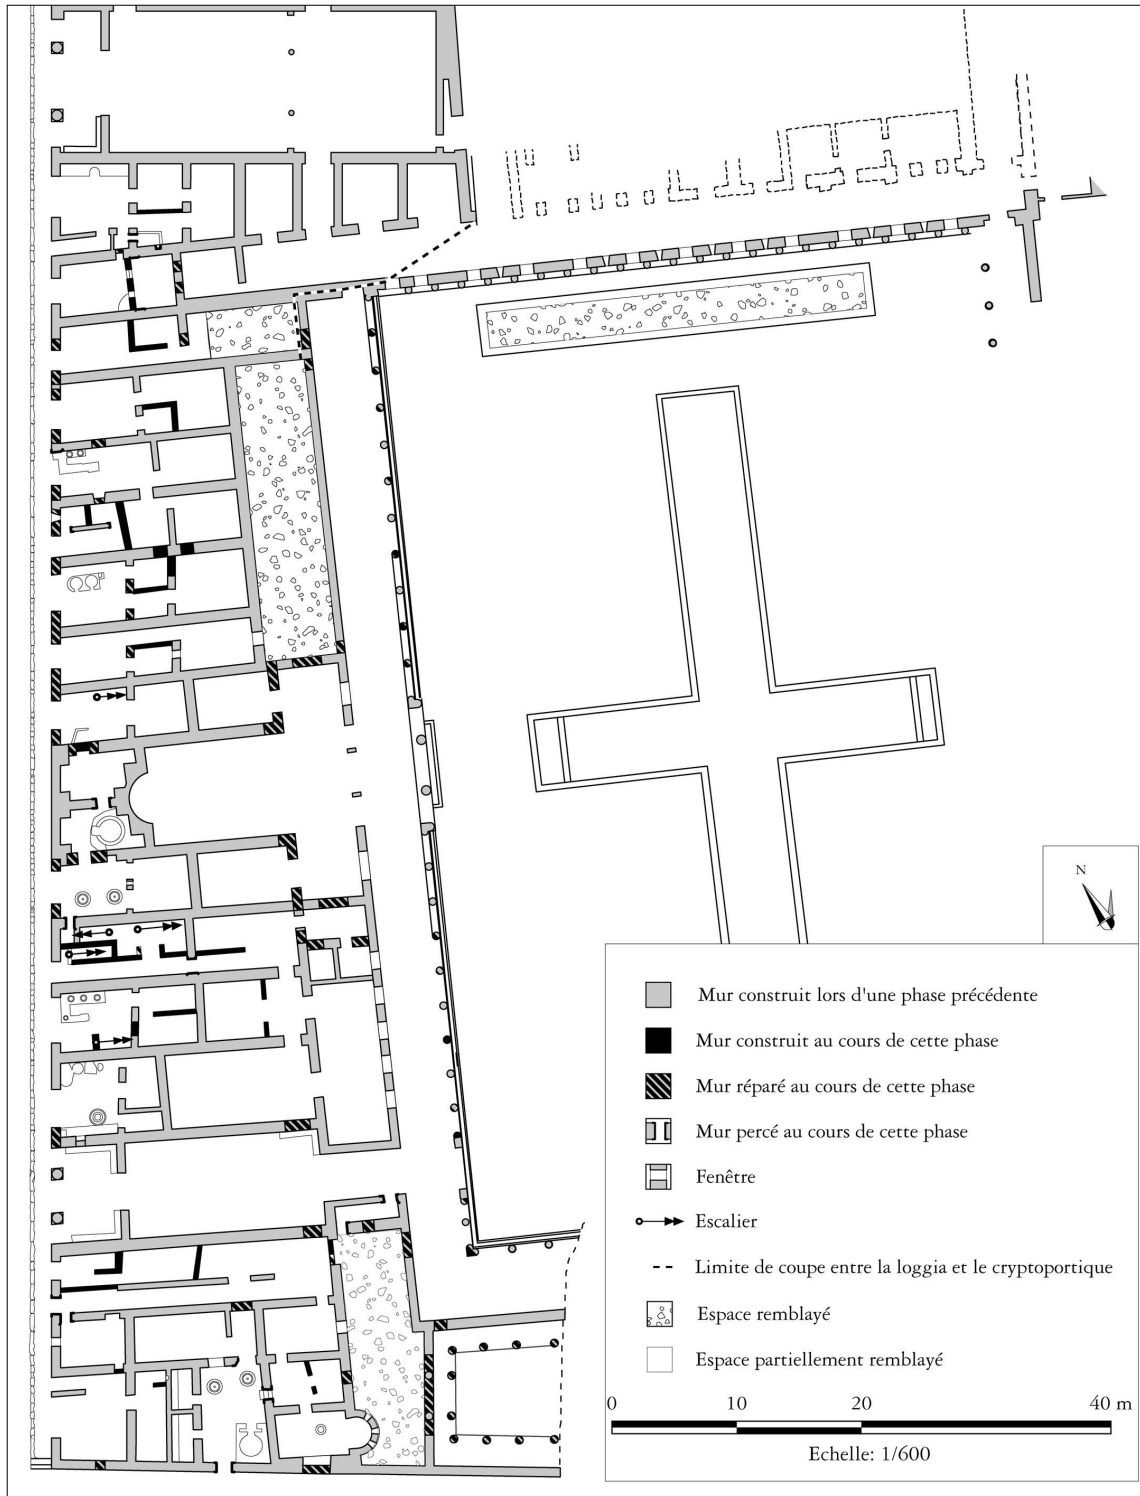 N
Mur construit lors d'une phase précédente
Mur construit au cours de cette phase
Mur réparé au cours de cette phase
Mur percé au cours de cette phase
Fenêtre
Escalier
Limite de coupe entre la loggia et le cryptoportique
Espace remblayé
Espace partiellement remblayé
0 10 20 40 m
Echelle: 1/600